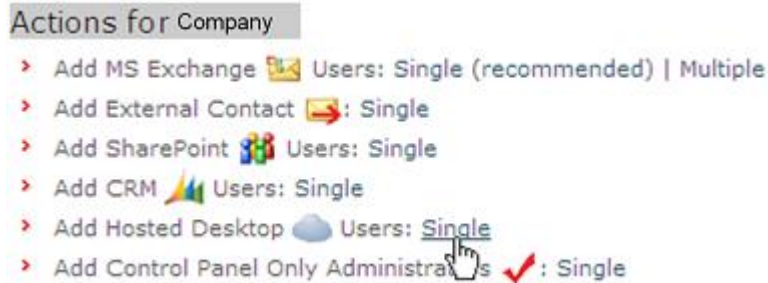 Actions for Company
Add MS Exchange Users: Single (recommended) | Multiple
Add External Contact : Single
Add SharePoint Users: Single
Add CRM Users: Single
Add Hosted Desktop Users: Single
Add Control Panel Only Administrators : Single